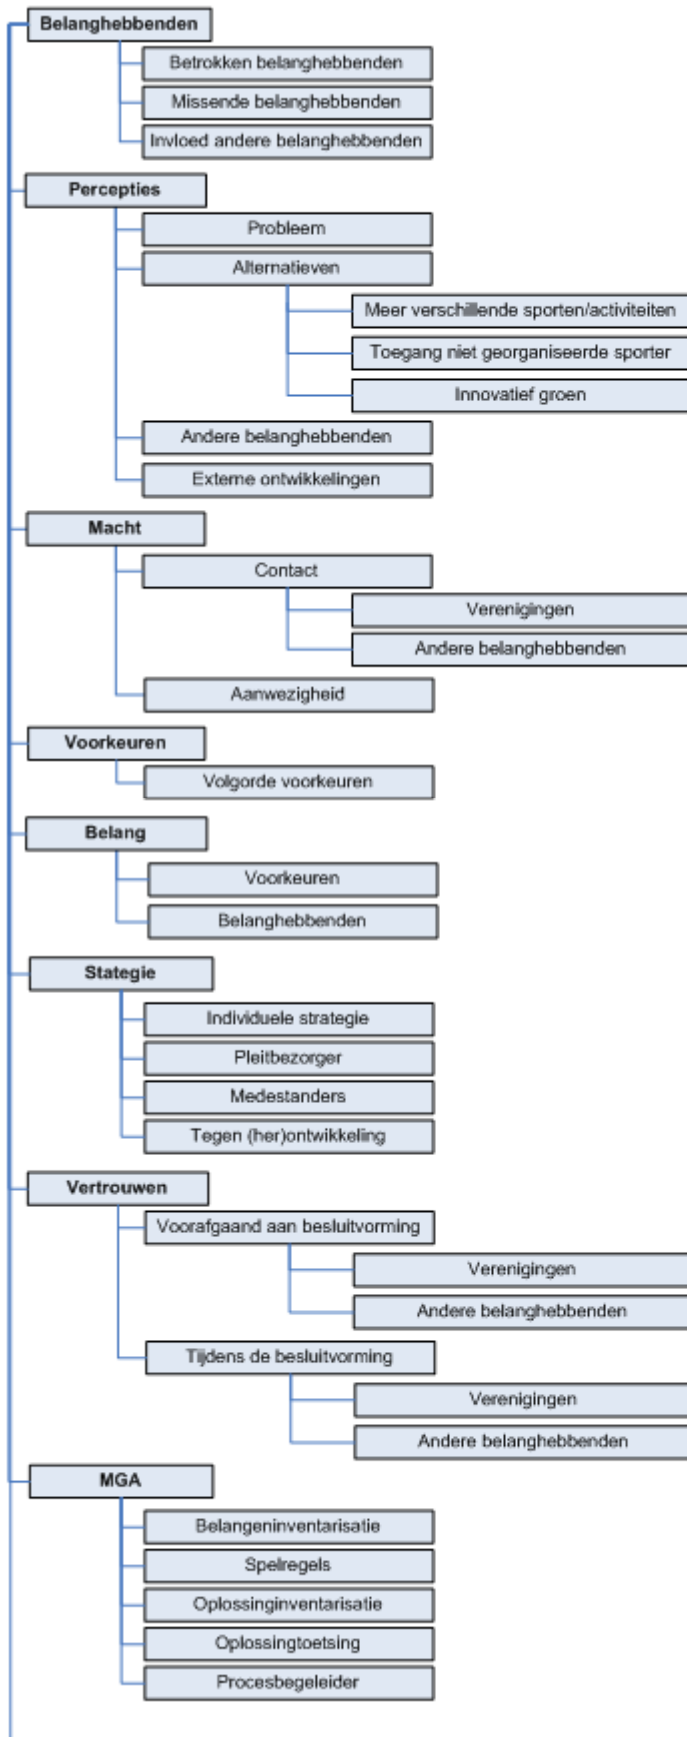 Belanghebbenden
Betrokken belanghebbenden
Missende belanghebbenden
Invloed andere belanghebbenden
Percepties
Probleem
Alternatieven
Meer verschillende sporten/activiteiten
Toegang niet georganiseerde sporter
Innovatief groen
Andere belanghebbenden
Externe ontwikkelingen
Macht
Contact
Verenigingen
Andere belanghebbenden
Aanwezigheid
Voorkeuren
Volgorde voorkeuren
Belang
Voorkeuren
Belanghebbenden
Stategie
Individuele strategie
Pleitbezorger
Medestanders
Tegen (her)ontwikkeling
Vertrouwen
Voorafgaand aan besluitvorming
Verenigingen
Andere belanghebbenden
Tijdens de besluitvorming
Verenigingen
Andere belanghebbenden
MGA
Belangeninventarisatie
Spelregels
Oplossinginventarisatie
Oplossingtoetsing
Procesbegeleider